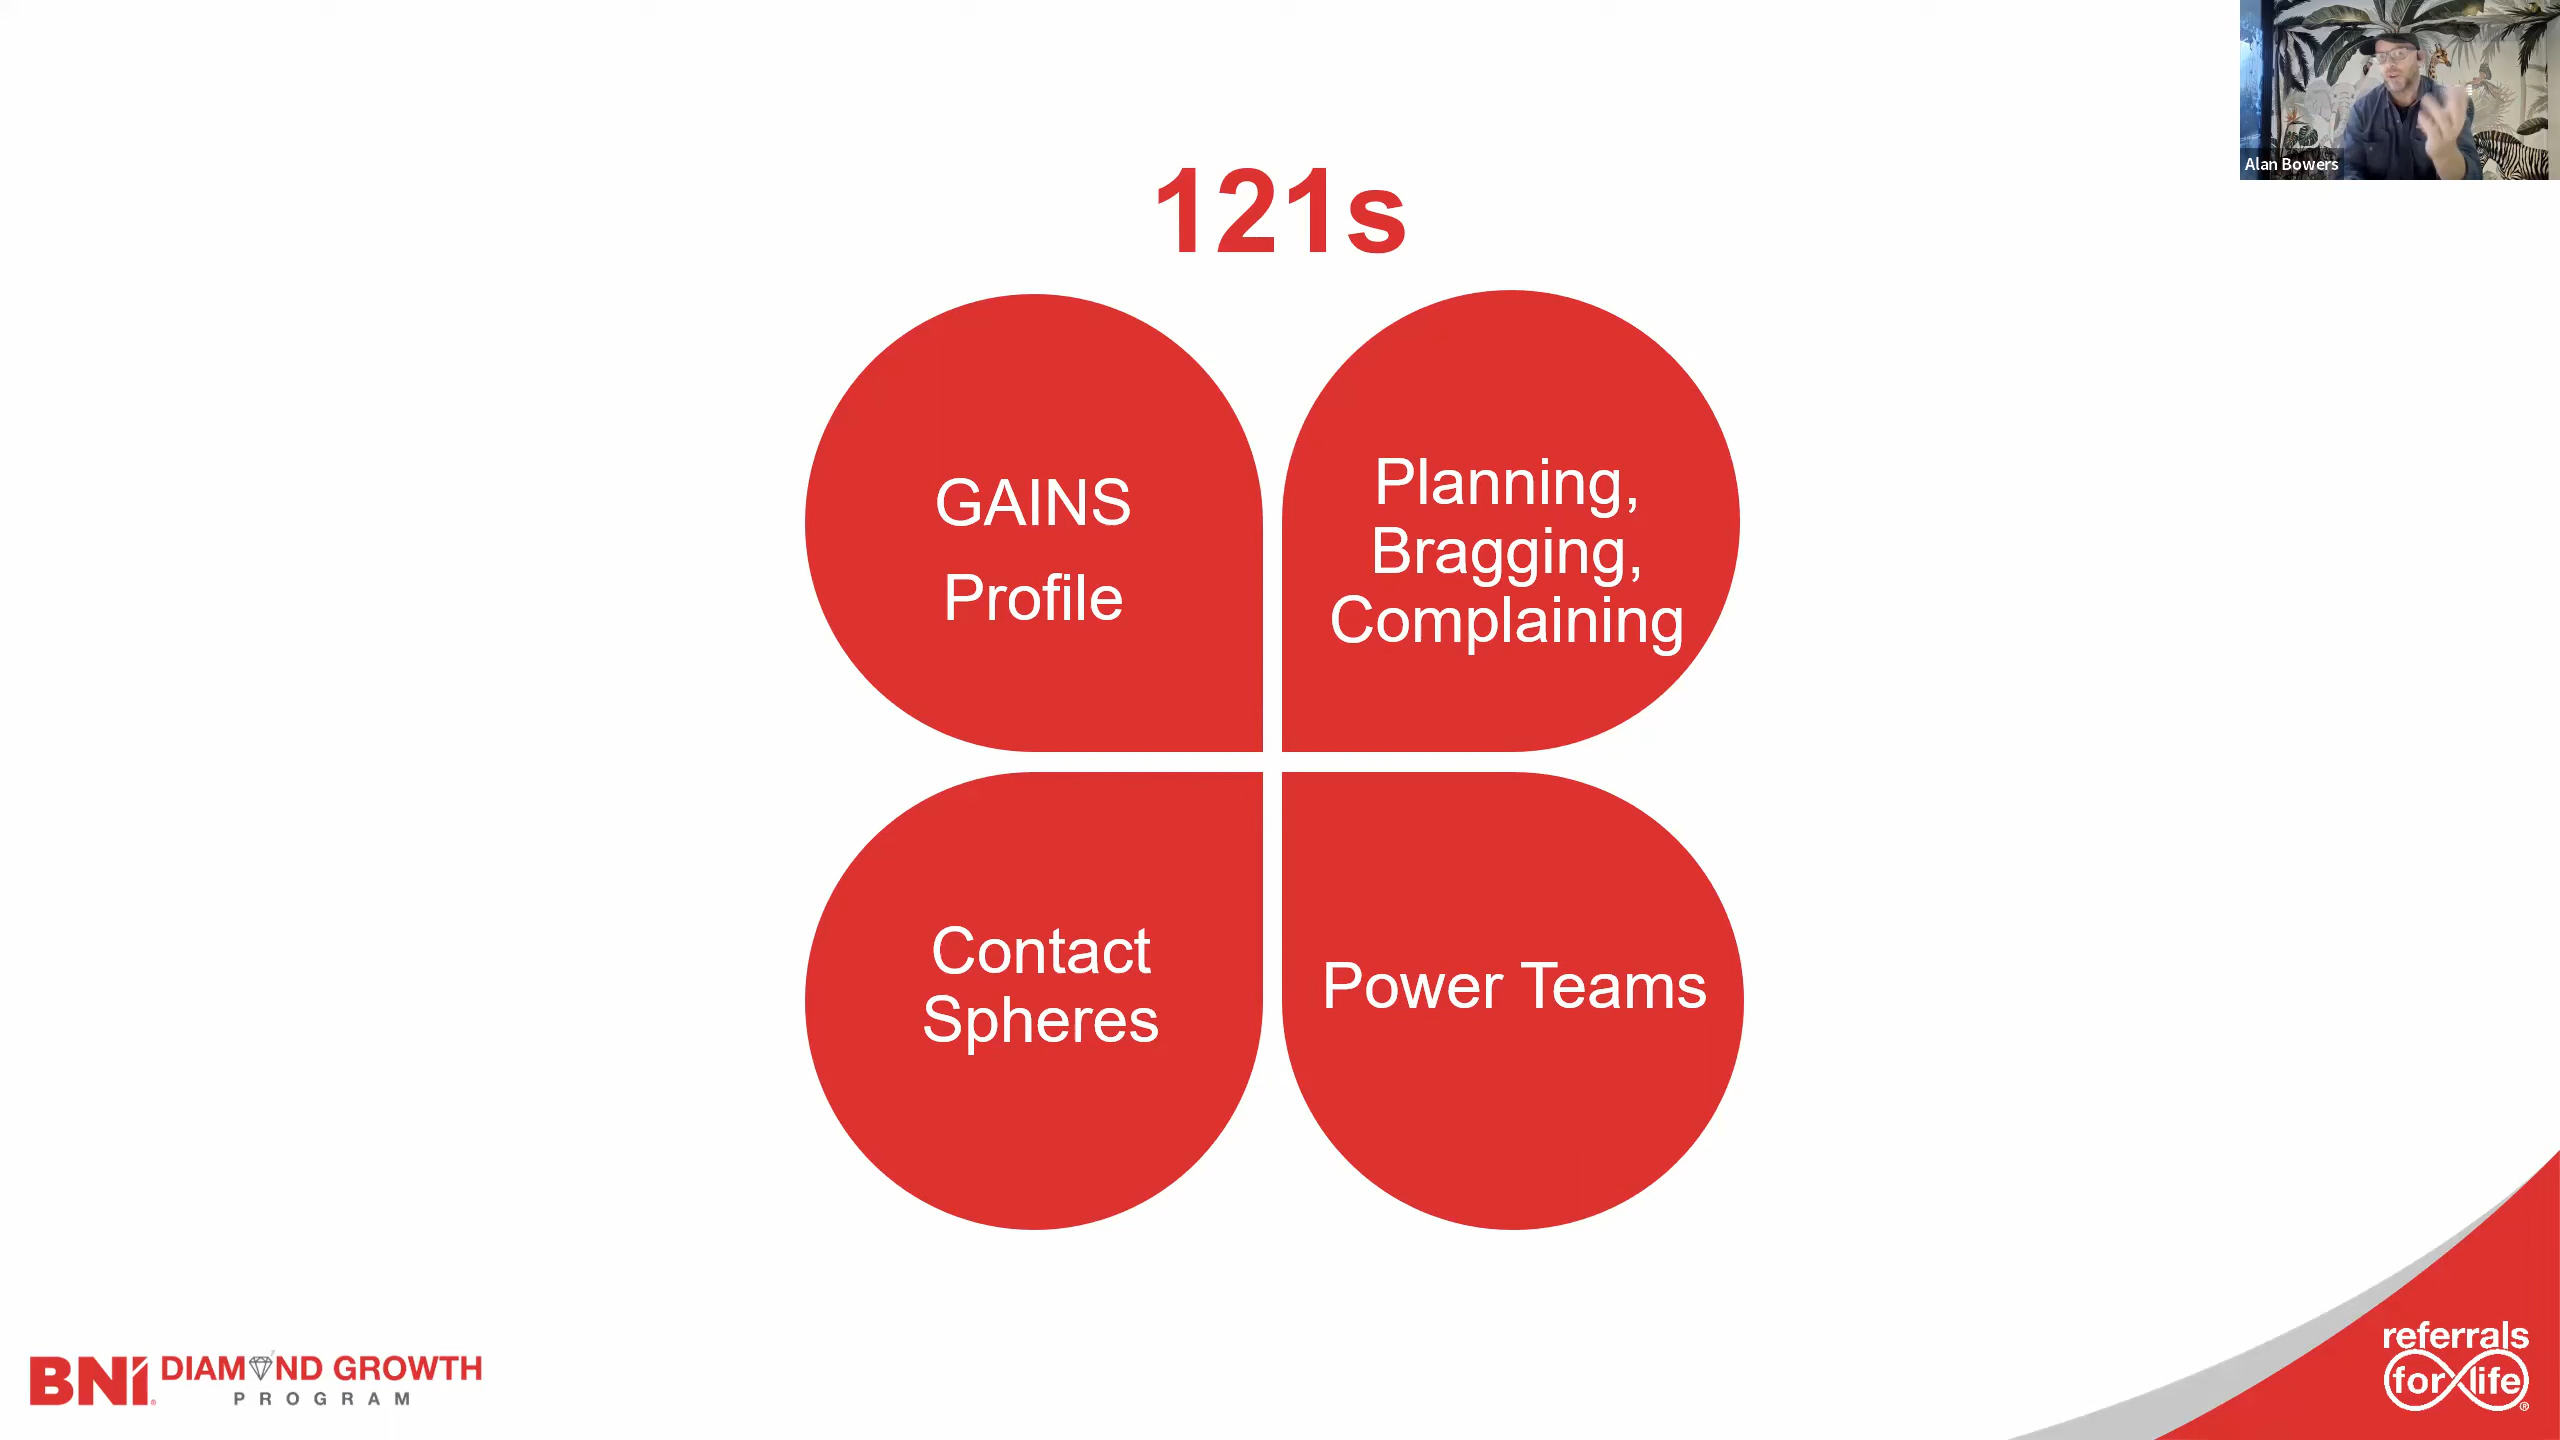 Alan Bowers
121s
GAINS
Profile
Planning,
Bragging,
Complaining
Contact
Spheres
Power Teams
BNI® DIAMOND GROWTH
PROGRAM
referrals
for life®